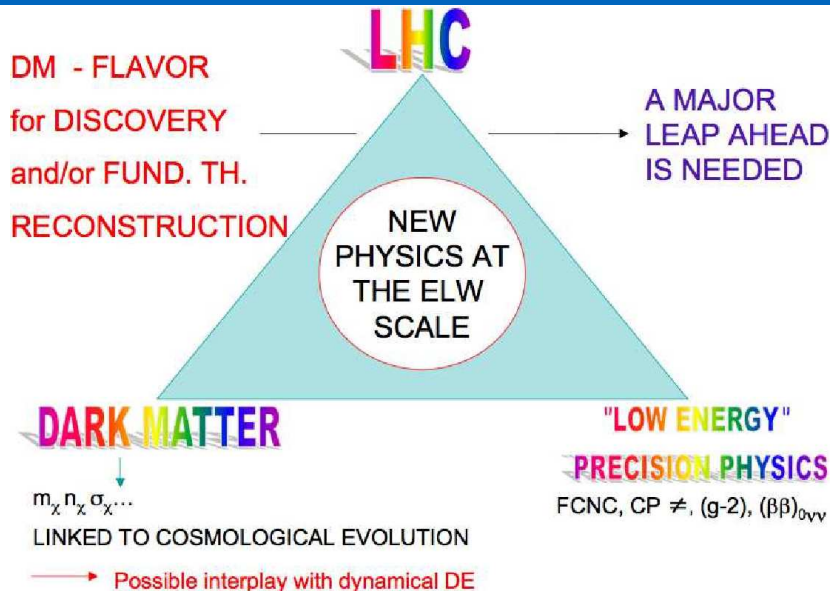 LHC
DM - FLAVOR
for DISCOVERY
and/or FUND. TH.
RECONSTRUCTION
A MAJOR
LEAP AHEAD
IS NEEDED
NEW
PHYSICS AT
THE ELW
SCALE
DARK MATTER
"LOW ENERGY"
PRECISION PHYSICS
mχ nχ σχ...
FCNC, CP ≠, (g-2), (ββ)0νν
LINKED TO COSMOLOGICAL EVOLUTION
Possible interplay with dynamical DE